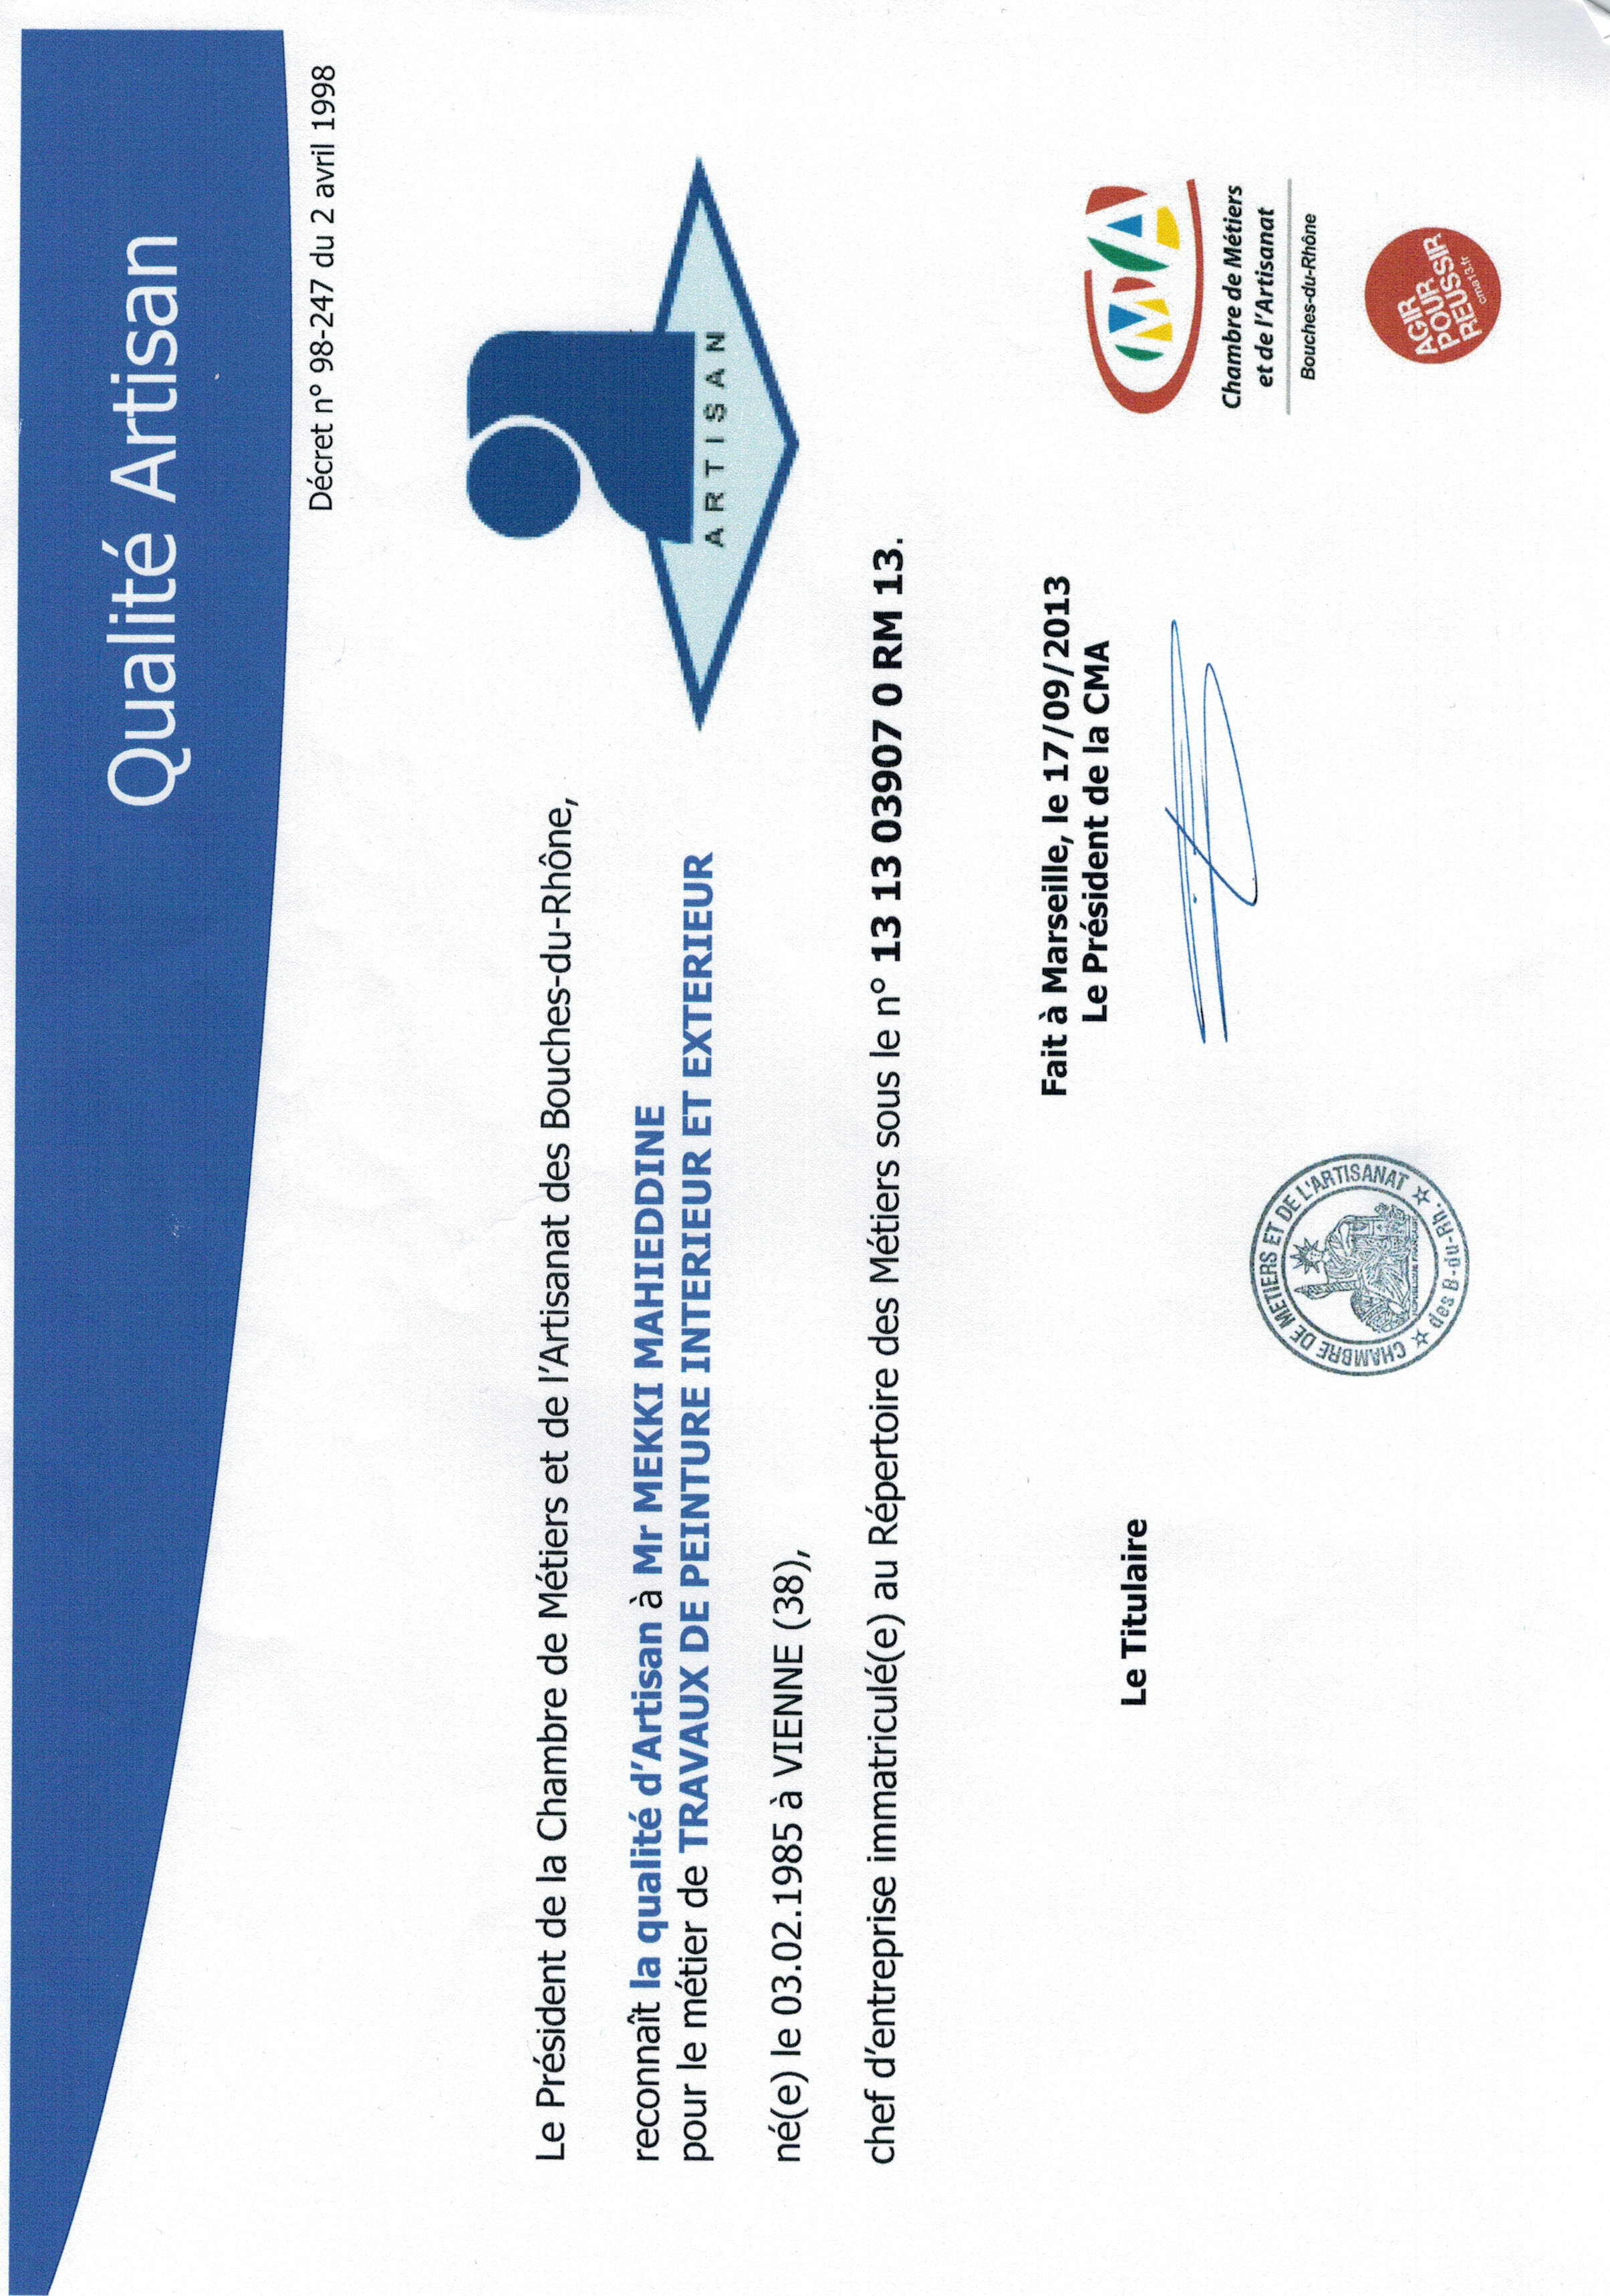 Qualité Artisan
Décret n° 98-247 du 2 avril 1998
ARTISAN
Le Président de la Chambre de Métiers et de l'Artisanat des Bouches-du-Rhône,
reconnaît la qualité d'Artisan à Mr MEKKI MAHIEDDINE
pour le métier de TRAVAUX DE PEINTURE INTERIEUR ET EXTERIEUR
né(e) le 03.02.1985 à VIENNE (38),
chef d'entreprise immatriculé(e) au Répertoire des Métiers sous le n° 13 13 03907 0 RM 13.
Fait à Marseille, le 17/09/2013
Le Président de la CMA
Le Titulaire
CHAMBRE DE METIERS ET DE L'ARTISANAT
des B-du-Rh.
CMA
Chambre de Métiers
et de l'Artisanat
Bouches-du-Rhône
AGIR
POUR
REUSSIR
cma13.fr